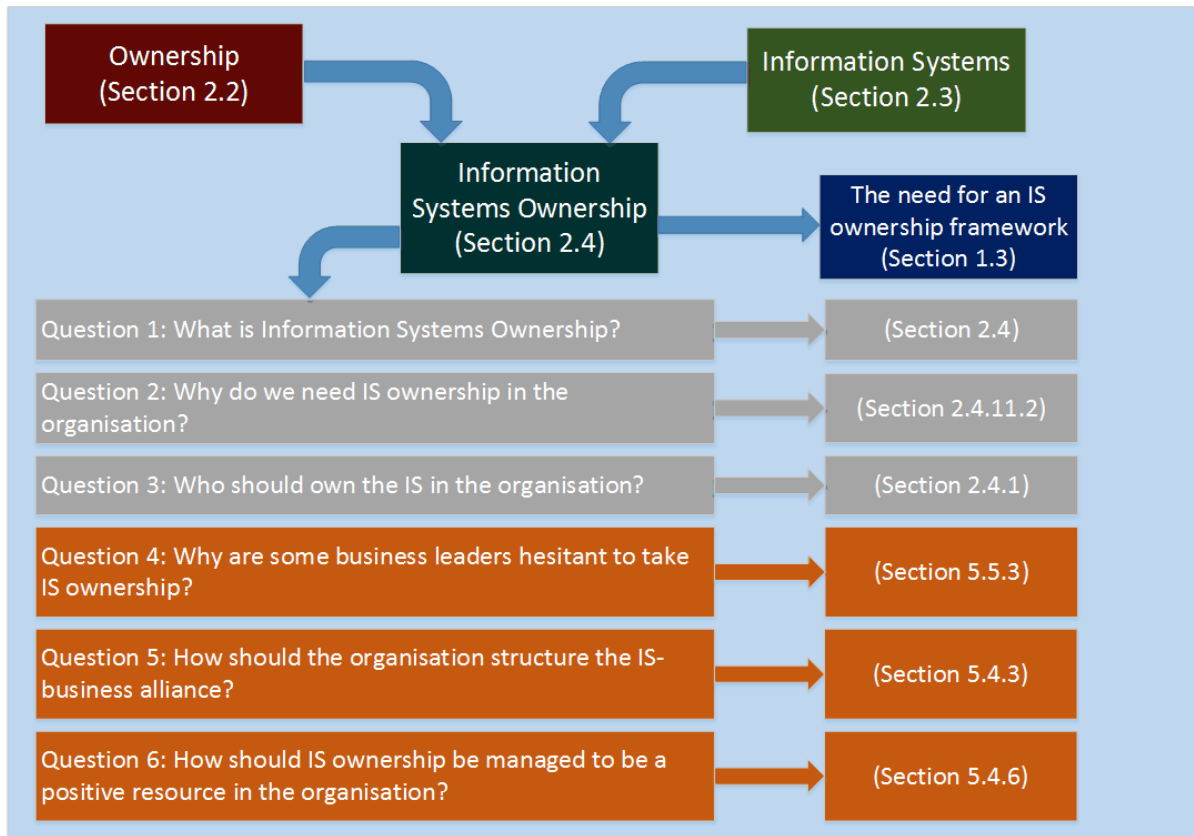 Ownership
(Section 2.2)
Information Systems
(Section 2.3)
Information
Systems Ownership
(Section 2.4)
The need for an IS
ownership framework
(Section 1.3)
Question 1: What is Information Systems Ownership?
(Section 2.4)
Question 2: Why do we need IS ownership in the
organisation?
(Section 2.4.11.2)
Question 3: Who should own the IS in the organisation?
(Section 2.4.1)
Question 4: Why are some business leaders hesitant to take
IS ownership?
(Section 5.5.3)
Question 5: How should the organisation structure the IS-
business alliance?
(Section 5.4.3)
Question 6: How should IS ownership be managed to be a
positive resource in the organisation?
(Section 5.4.6)